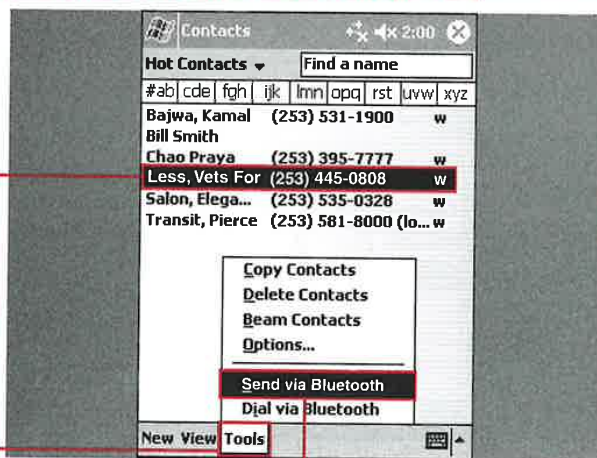 Contacts 2:00
Hot Contacts Find a name
#ab cde fgh ijk lmn opq rst uvw xyz
Bajwa, Kamal (253) 531-1900 w
Bill Smith
Chao Praya (253) 395-7777 w
Less, Vets For (253) 445-0808 w
Salon, Elega... (253) 535-0328 w
Transit, Pierce (253) 581-8000 (lo... w
Copy Contacts
Delete Contacts
Beam Contacts
Options...
Send via Bluetooth
Dial via Bluetooth
New View Tools